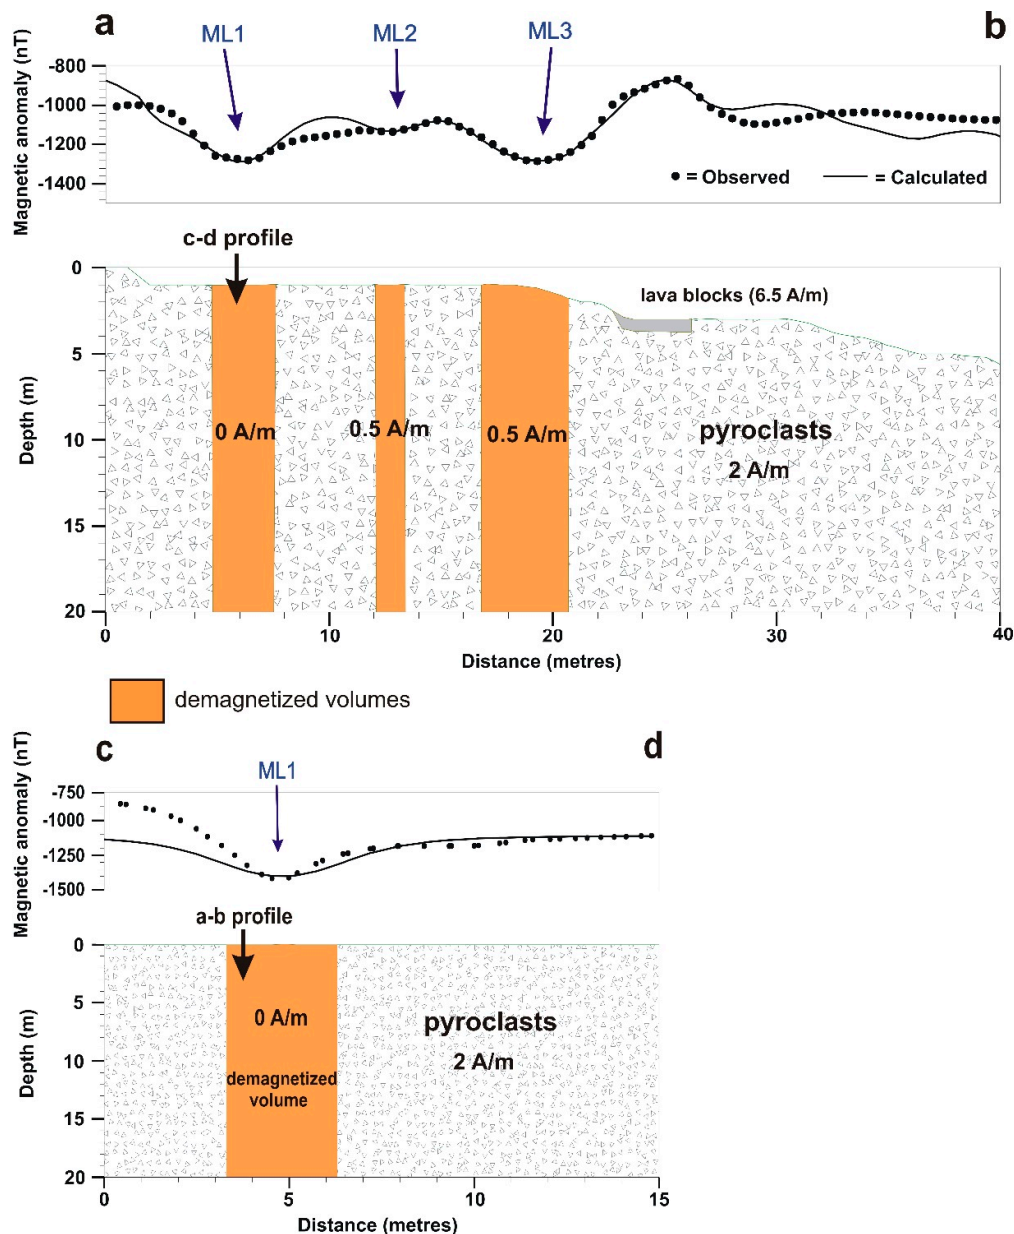 a
b
ML1
ML2
ML3
Magnetic anomaly (nT)
-800
-1000
-1200
-1400
= Observed
= Calculated
c-d profile
lava blocks (6.5 A/m)
Depth (m)
0
5
10
15
20
0 A/m
0.5 A/m
0.5 A/m
pyroclasts
2 A/m
0
10
20
30
40
Distance (metres)
demagnetized volumes
c
d
ML1
Magnetic anomaly (nT)
-750
-1000
-1250
-1500
a-b profile
Depth (m)
0
5
10
15
20
0 A/m
demagnetized
volume
pyroclasts
2 A/m
0
5
10
15
Distance (metres)